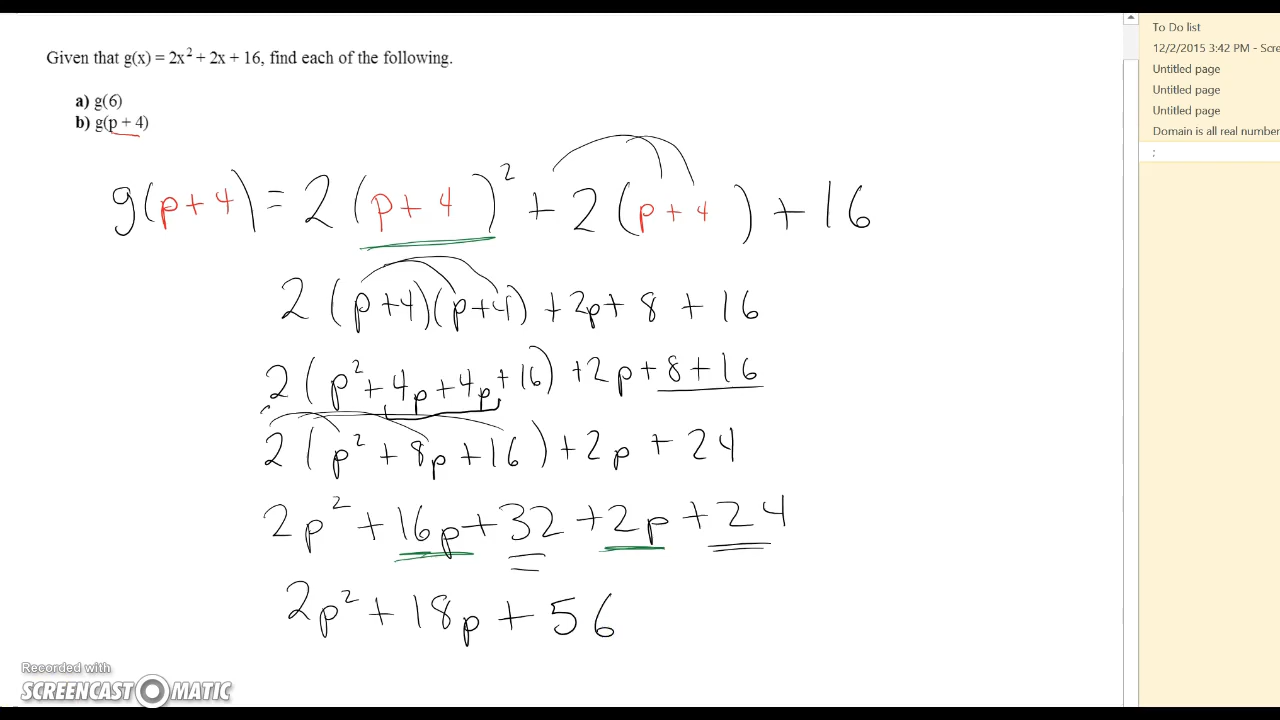 Given that g(x) = 2x² + 2x + 16, find each of the following.
a) g(6)
b) g(p + 4)
g(p+4) = 2(p+4)² + 2(p+4) + 16
2(p+4)(p+4) + 2p + 8 + 16
2(p² + 4p + 4p + 16) + 2p + 8 + 16
2(p² + 8p + 16) + 2p + 24
2p² + 16p + 32 + 2p + 24
2p² + 18p + 56
Recorded with
SCREENCAST-O-MATIC
To Do list
12/2/2015 3:42 PM - Scre
Untitled page
Untitled page
Untitled page
Domain is all real number
;